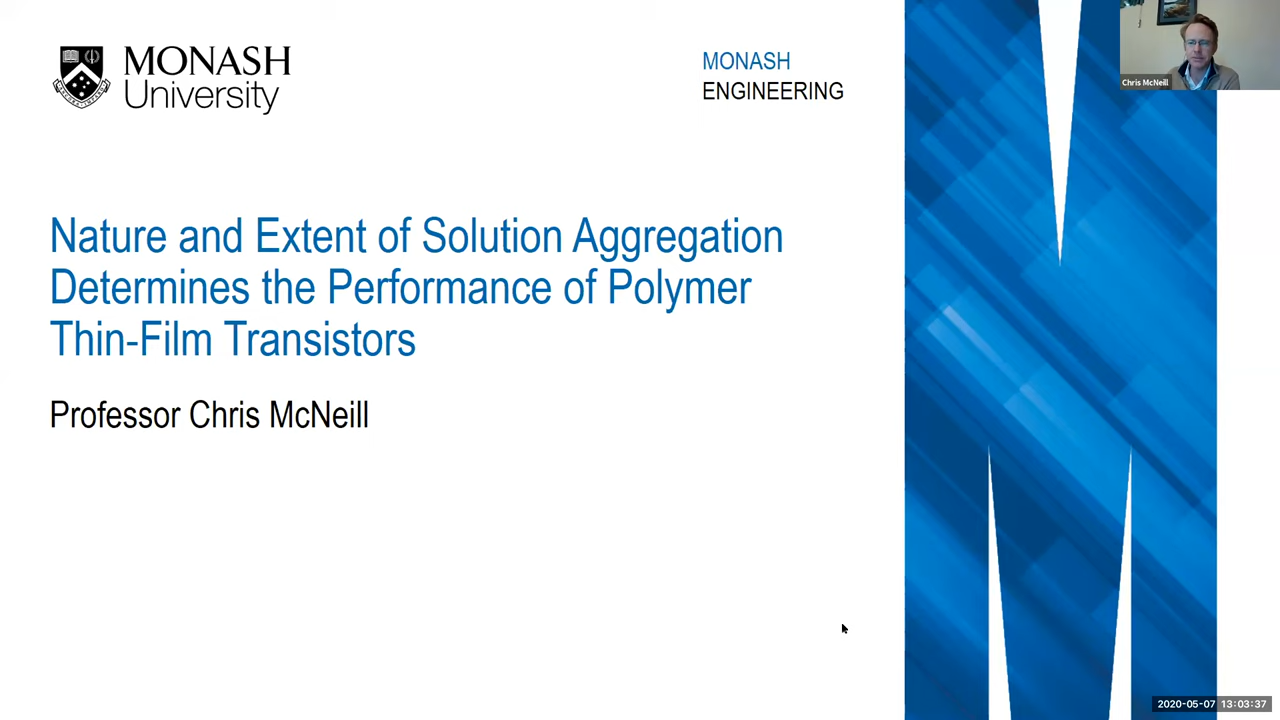 MONASH
University
MONASH
ENGINEERING
Chris McNeill
Nature and Extent of Solution Aggregation
Determines the Performance of Polymer
Thin-Film Transistors
Professor Chris McNeill
2020-05-07 13:03:37